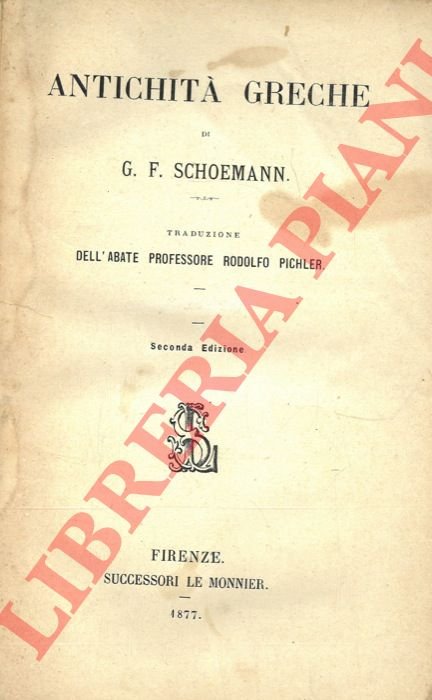 ANTICHITÀ GRECHE
DI
G. F. SCHOEMANN.
TRADUZIONE
DELL'ABATE PROFESSORE RODOLFO PICHLER.
Seconda Edizione
FIRENZE.
SUCCESSORI LE MONNIER.
1877.
LIBRERIA PIANI